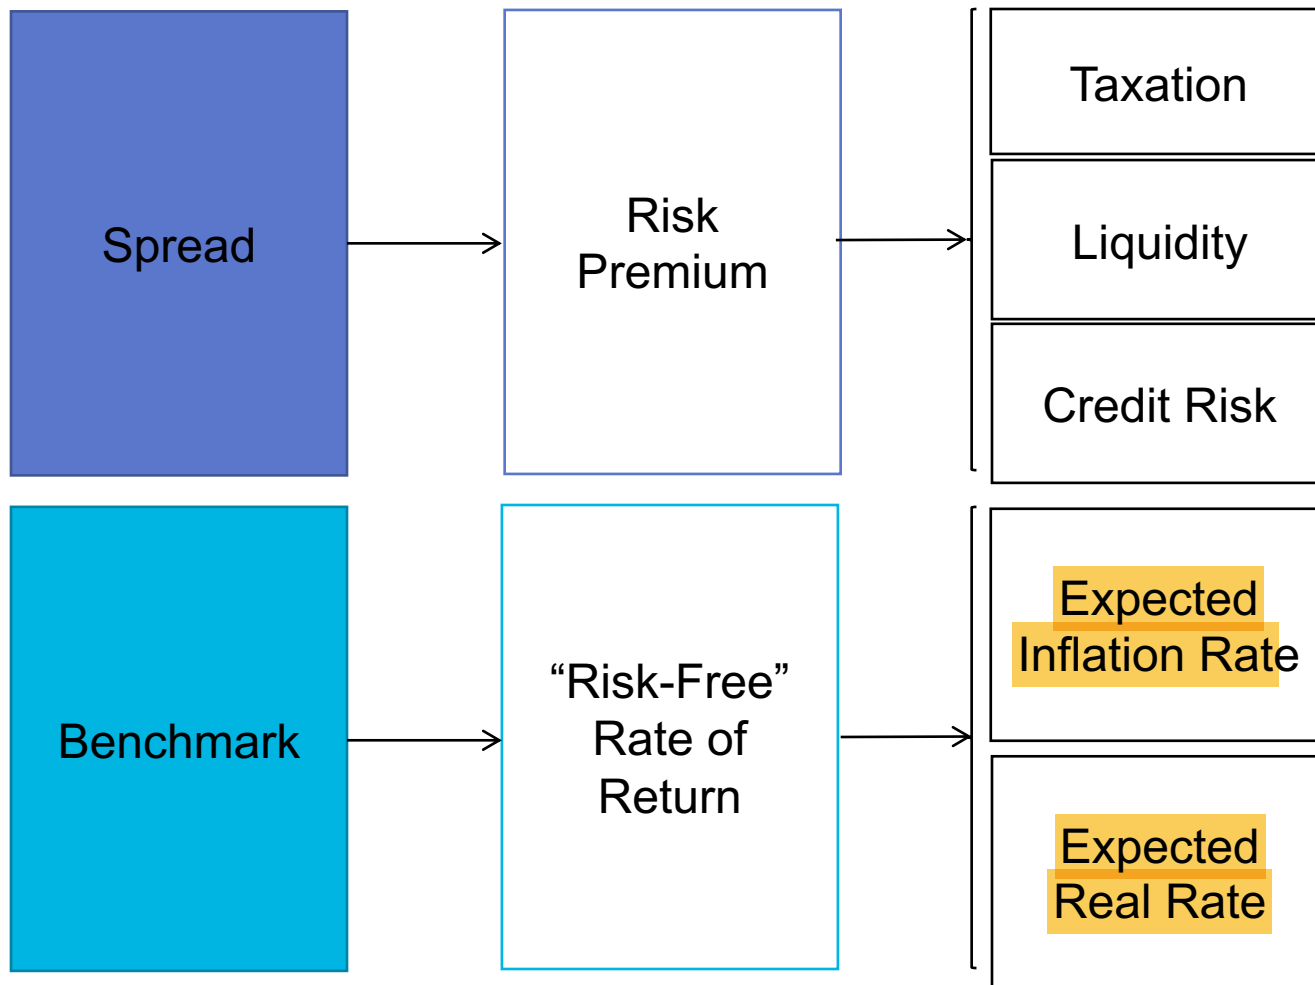 Spread
Risk
Premium
Taxation
Liquidity
Credit Risk
Benchmark
“Risk-Free”
Rate of
Return
Expected
Inflation Rate
Expected
Real Rate